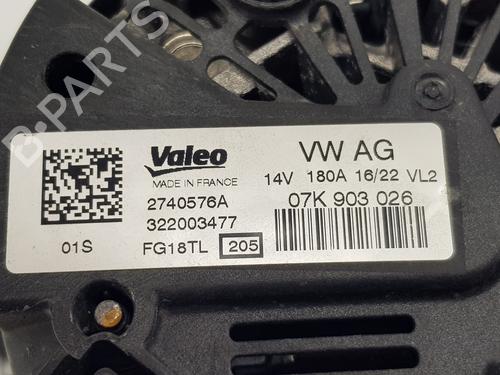 Valeo
MADE IN FRANCE
2740576A
322003477
01S
FG18TL 205
VW AG
14V 180A 16/22 VL2
07K 903 026
B-PARTS